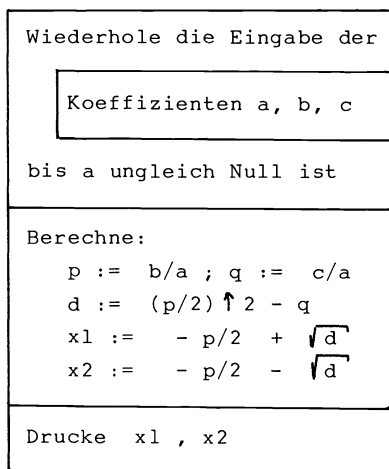 Wiederhole die Eingabe der
Koeffizienten a, b, c
bis a ungleich Null ist
Berechne:
p := b/a ; q := c/a
d := (p/2) ↑ 2 - q
x1 := - p/2 + √d
x2 := - p/2 - √d
Drucke x1 , x2